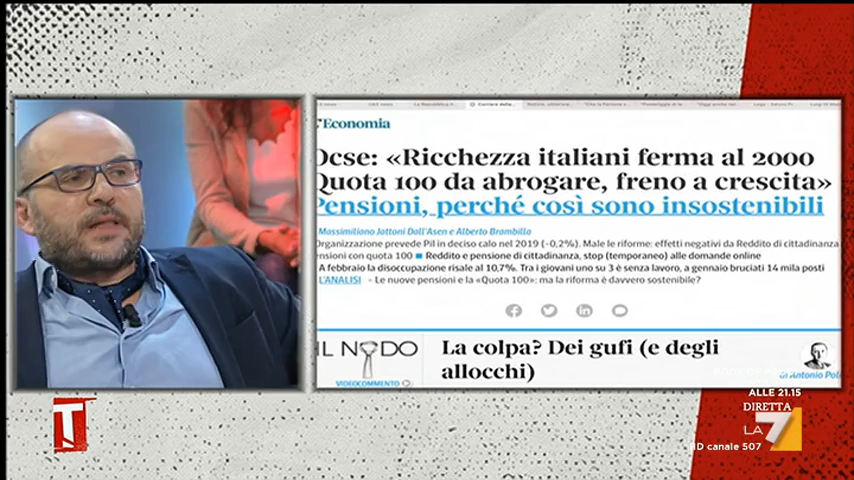 Economia
Ocse: «Ricchezza italiani ferma al 2000
Quota 100 da abrogare, freno a crescita»
Pensioni, perché così sono insostenibili
Massimiliano Jattoni Dall'Asen e Alberto Brambilla
Organizzazione prevede Pil in deciso calo nel 2019 (-0,2%). Male le riforme: effetti negativi da Reddito di cittadinanza
pensioni con quota 100 Reddito e pensione di cittadinanza, stop (temporaneo) alle domande online
A febbraio la disoccupazione risale al 10,7%. Tra i giovani uno su 3 è senza lavoro, a gennaio bruciati 14 mila posti
L'ANALISI - Le nuove pensioni e la «Quota 100»: ma la riforma è davvero sostenibile?
IL NODO
VIDEOCOMMENTO
La colpa? Dei gufi (e degli
allocchi)
di Antonio Pol
T
ALLE 21.15
DIRETTA
LA 7
HD canale 507